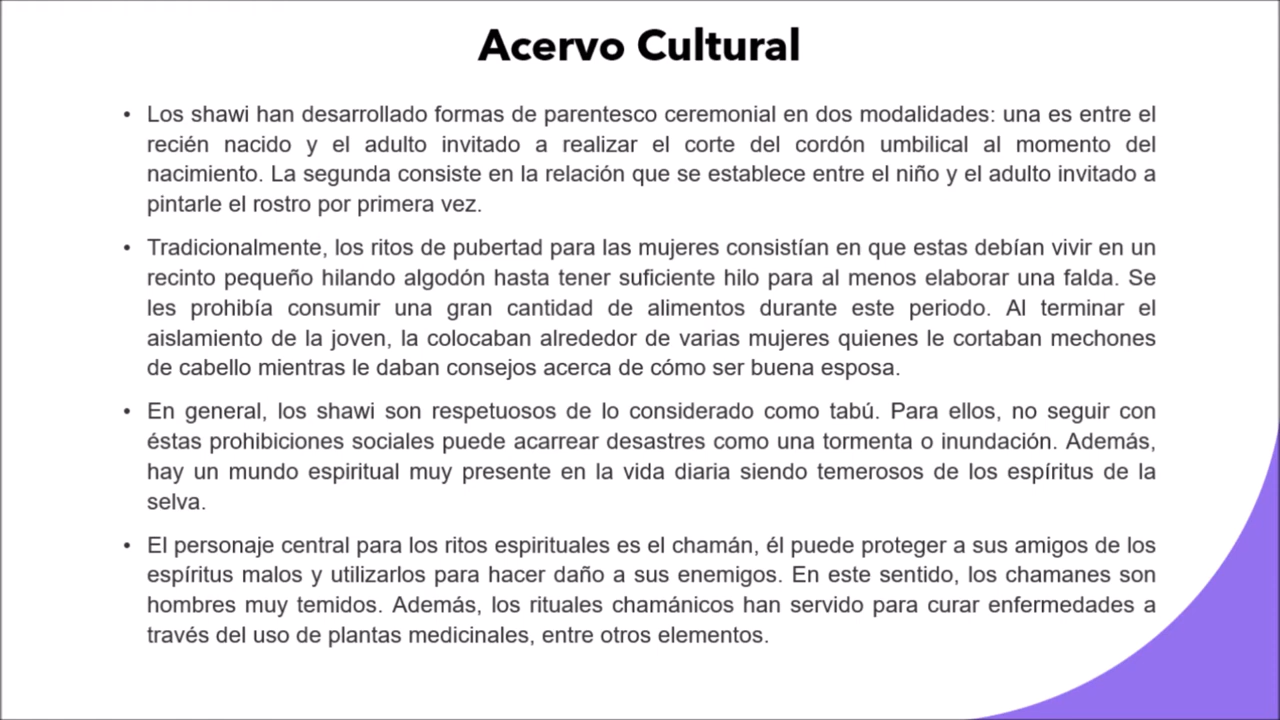 Acervo Cultural
• Los shawi han desarrollado formas de parentesco ceremonial en dos modalidades: una es entre el
recién nacido y el adulto invitado a realizar el corte del cordón umbilical al momento del
nacimiento. La segunda consiste en la relación que se establece entre el niño y el adulto invitado a
pintarle el rostro por primera vez.
• Tradicionalmente, los ritos de pubertad para las mujeres consistían en que estas debían vivir en un
recinto pequeño hilando algodón hasta tener suficiente hilo para al menos elaborar una falda. Se
les prohibía consumir una gran cantidad de alimentos durante este periodo. Al terminar el
aislamiento de la joven, la colocaban alrededor de varias mujeres quienes le cortaban mechones
de cabello mientras le daban consejos acerca de cómo ser buena esposa.
• En general, los shawi son respetuosos de lo considerado como tabú. Para ellos, no seguir con
éstas prohibiciones sociales puede acarrear desastres como una tormenta o inundación. Además,
hay un mundo espiritual muy presente en la vida diaria siendo temerosos de los espíritus de la
selva.
• El personaje central para los ritos espirituales es el chamán, él puede proteger a sus amigos de los
espíritus malos y utilizarlos para hacer daño a sus enemigos. En este sentido, los chamanes son
hombres muy temidos. Además, los rituales chamánicos han servido para curar enfermedades a
través del uso de plantas medicinales, entre otros elementos.